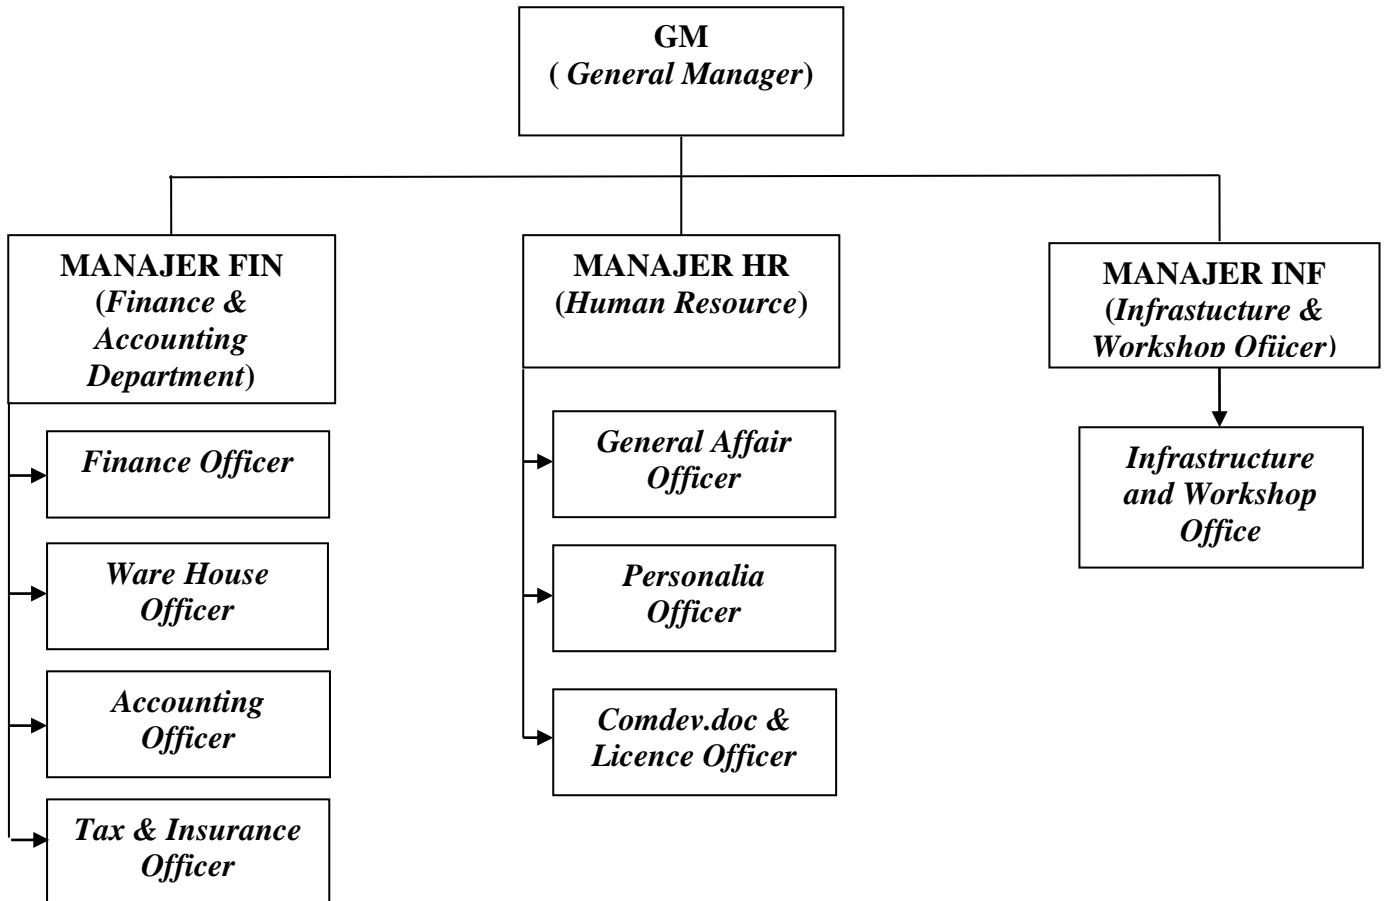 GM
( General Manager)
MANAJER FIN
(Finance &
Accounting
Department)
MANAJER HR
(Human Resource)
MANAJER INF
(Infrastucture &
Workshop Ofiicer)
Finance Officer
Ware House
Officer
Accounting
Officer
Tax & Insurance
Officer
General Affair
Officer
Personalia
Officer
Comdev.doc &
Licence Officer
Infrastructure
and Workshop
Office